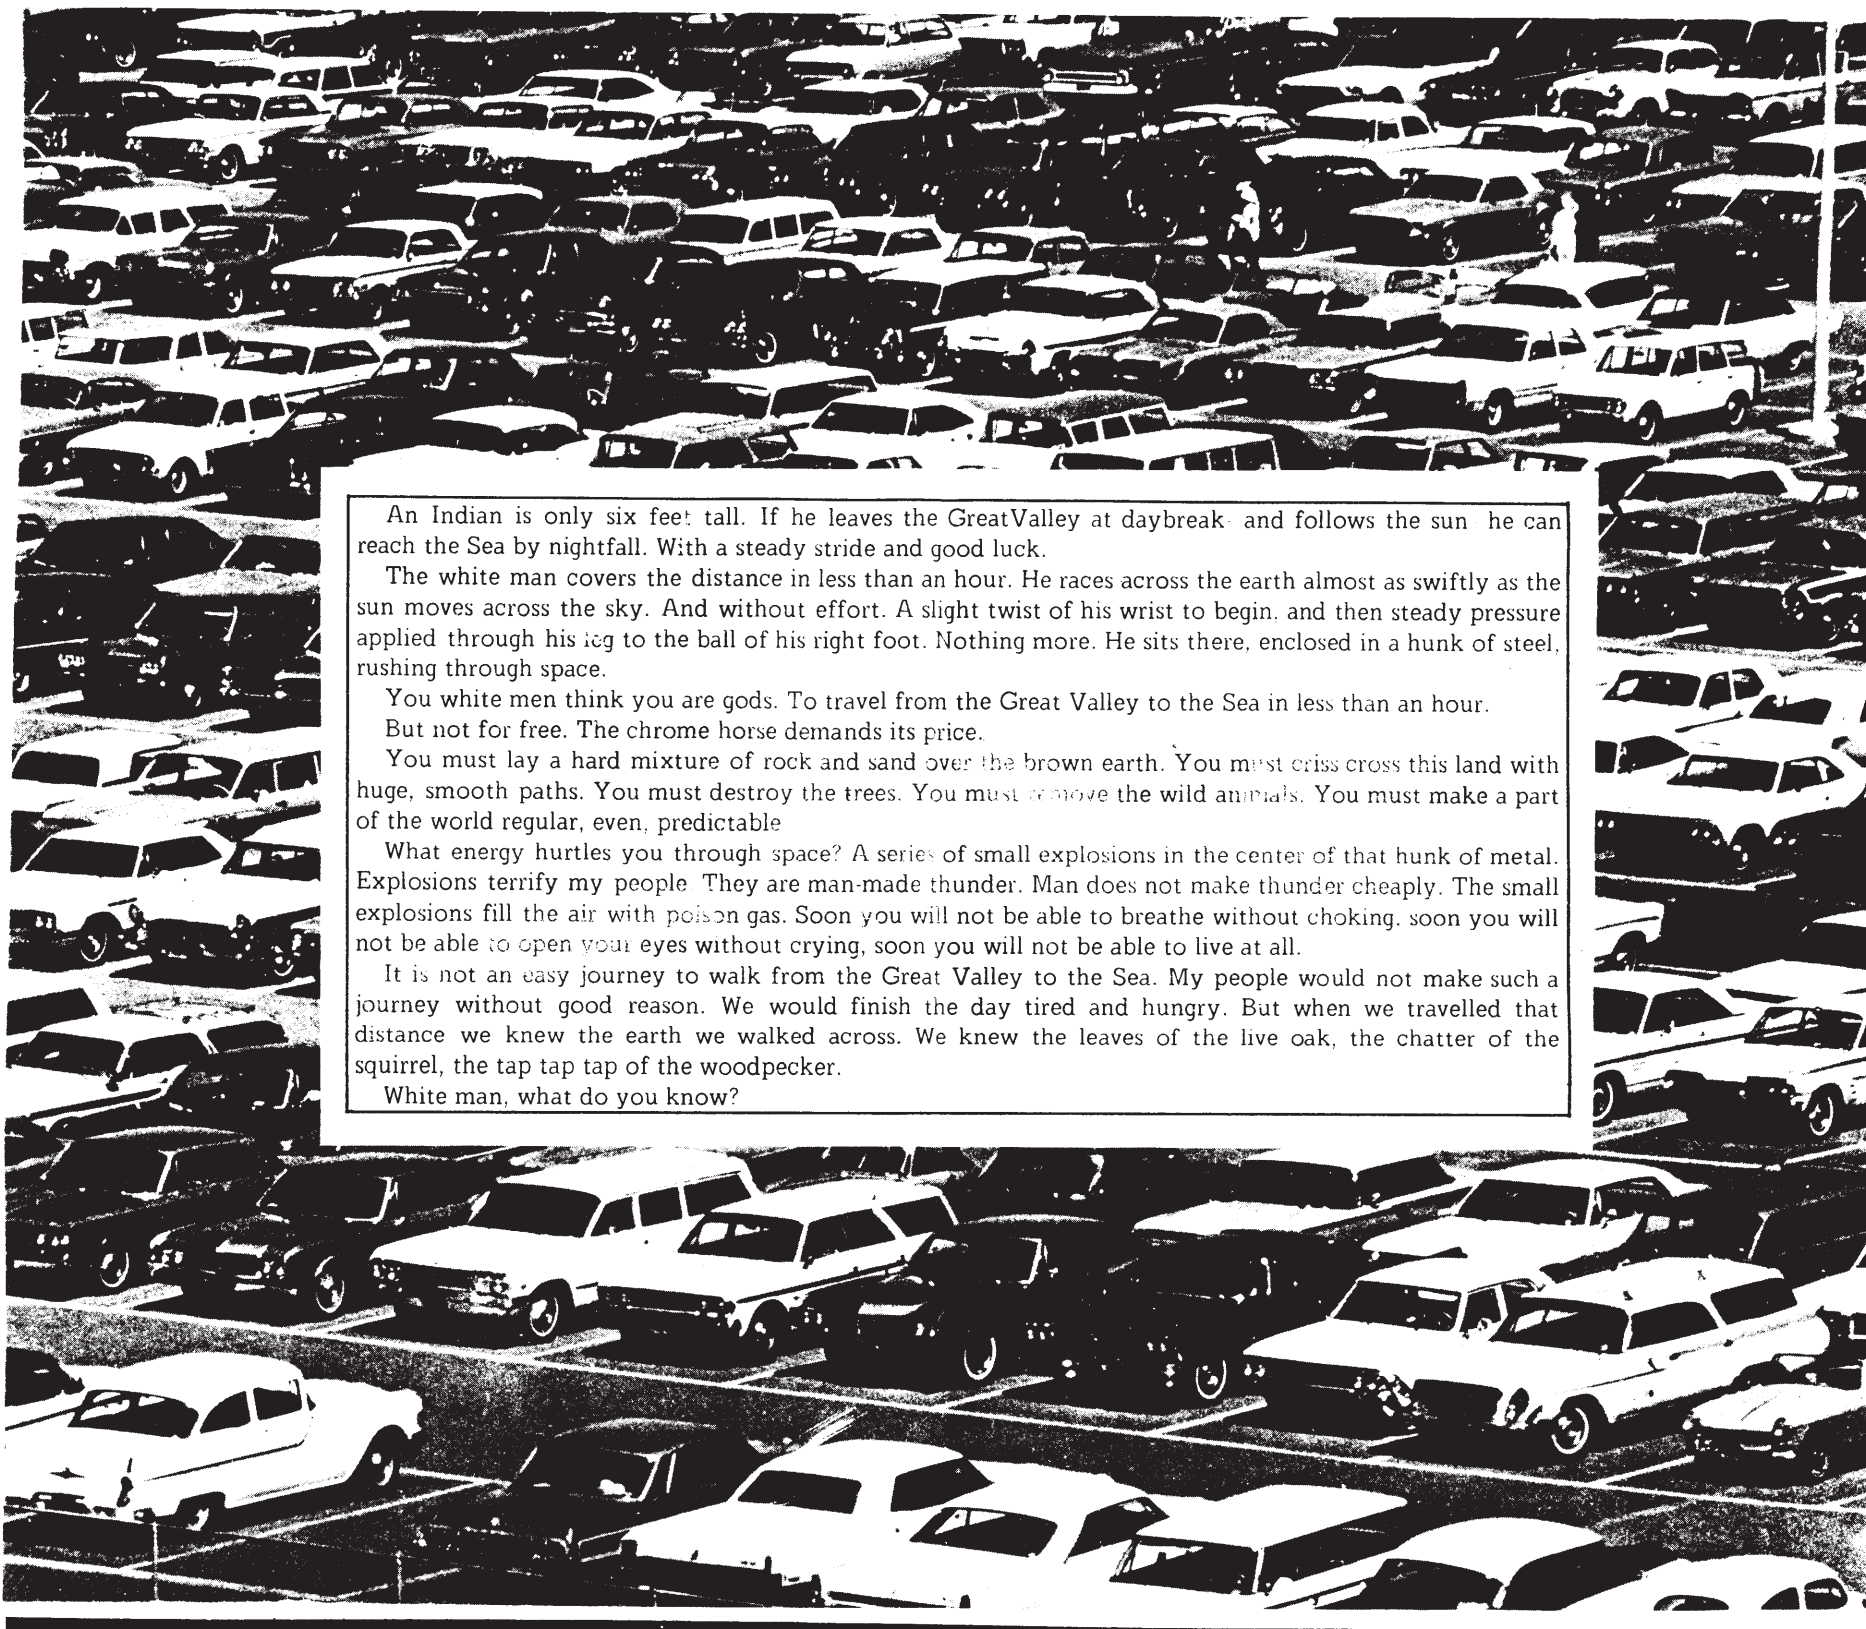 An Indian is only six feet tall. If he leaves the GreatValley at daybreak and follows the sun he can
reach the Sea by nightfall. With a steady stride and good luck.
The white man covers the distance in less than an hour. He races across the earth almost as swiftly as the
sun moves across the sky. And without effort. A slight twist of his wrist to begin, and then steady pressure
applied through his leg to the ball of his right foot. Nothing more. He sits there, enclosed in a hunk of steel,
rushing through space.
You white men think you are gods. To travel from the Great Valley to the Sea in less than an hour.
But not for free. The chrome horse demands its price.
You must lay a hard mixture of rock and sand over the brown earth. You must criss cross this land with
huge, smooth paths. You must destroy the trees. You must remove the wild animals. You must make a part
of the world regular, even, predictable
What energy hurtles you through space? A series of small explosions in the center of that hunk of metal.
Explosions terrify my people They are man-made thunder. Man does not make thunder cheaply. The small
explosions fill the air with poison gas. Soon you will not be able to breathe without choking, soon you will
not be able to open your eyes without crying, soon you will not be able to live at all.
It is not an easy journey to walk from the Great Valley to the Sea. My people would not make such a
journey without good reason. We would finish the day tired and hungry. But when we travelled that
distance we knew the earth we walked across. We knew the leaves of the live oak, the chatter of the
squirrel, the tap tap tap of the woodpecker.
White man, what do you know?